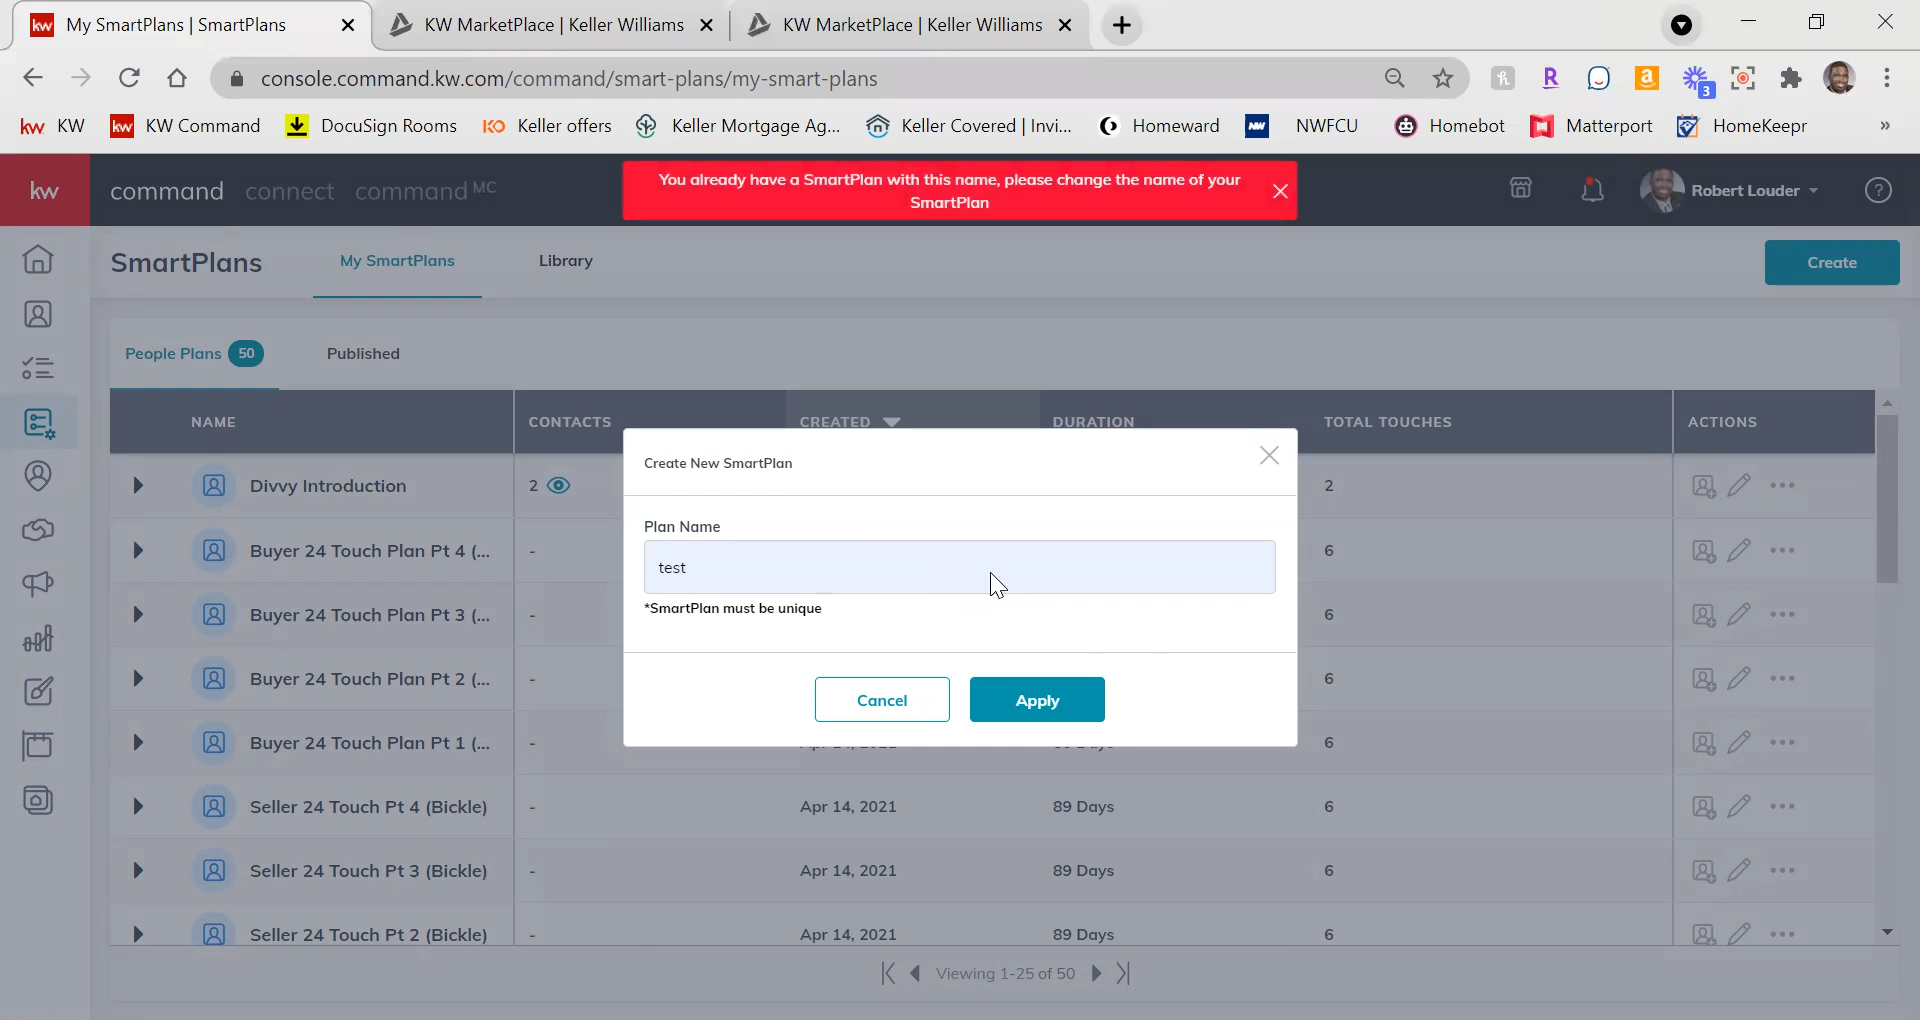 kw My SmartPlans | SmartPlans
KW MarketPlace | Keller Williams
KW MarketPlace | Keller Williams
console.command.kw.com/command/smart-plans/my-smart-plans
3
kw KW
kw KW Command
DocuSign Rooms
KO Keller offers
Keller Mortgage Ag...
Keller Covered | Invi...
Homeward
NW NWFCU
Homebot
Matterport
HomeKeepr
»
kw
command connect command MC
You already have a SmartPlan with this name, please change the name of your
SmartPlan
Robert Louder
?
SmartPlans
My SmartPlans
Library
Create
People Plans 50
Published
NAME CONTACTS CREATED DURATION TOTAL TOUCHES ACTIONS
Divvy Introduction 2 2
Buyer 24 Touch Plan Pt 4 (... - 6
Buyer 24 Touch Plan Pt 3 (... - 6
Buyer 24 Touch Plan Pt 2 (... - 6
Buyer 24 Touch Plan Pt 1 (... - 6
Seller 24 Touch Pt 4 (Bickle) - Apr 14, 2021 89 Days 6
Seller 24 Touch Pt 3 (Bickle) - Apr 14, 2021 89 Days 6
Seller 24 Touch Pt 2 (Bickle) - Apr 14, 2021 89 Days 6
Create New SmartPlan
Plan Name
test
*SmartPlan must be unique
Cancel
Apply
Viewing 1-25 of 50